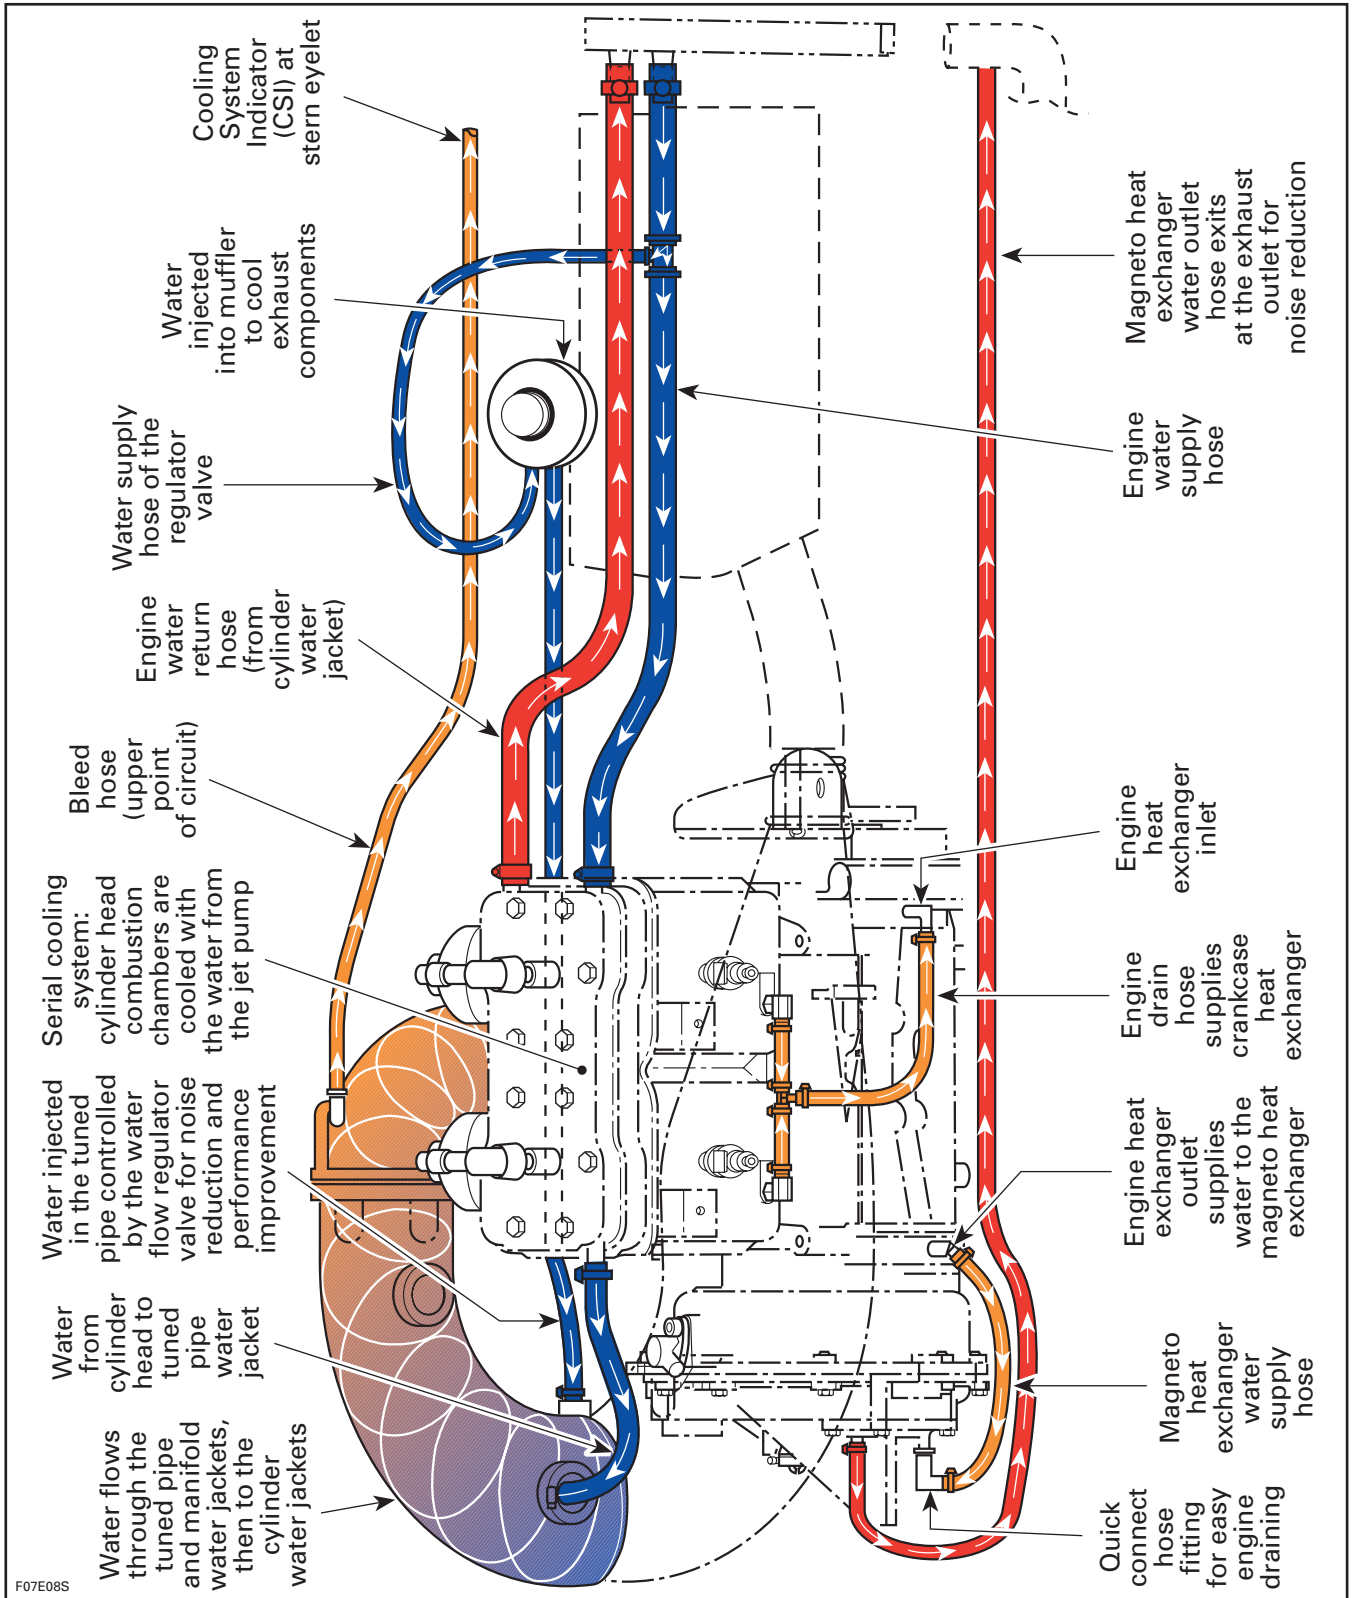 Water flows
through the
tuned pipe
and manifold
water jackets,
then to the
cylinder
water jackets
Water
from
cylinder
head to
tuned
pipe
water
jacket
Water injected
in the tuned
pipe controlled
by the water
flow regulator
valve for noise
reduction and
performance
improvement
Serial cooling
system:
cylinder head
combustion
chambers are
cooled with
the water from
the jet pump
Bleed
hose
(upper
point
of circuit)
Engine
water
return
hose
(from
cylinder
water
jacket)
Water supply
hose of the
regulator
valve
Water
injected
into muffler
to cool
exhaust
components
Cooling
System
Indicator
(CSI) at
stern eyelet
Quick
connect
hose
fitting
for easy
engine
draining
Magneto
heat
exchanger
water
supply
hose
Engine heat
exchanger
outlet
supplies
water to the
magneto heat
exchanger
Engine
drain
hose
supplies
crankcase
heat
exchanger
Engine
heat
exchanger
inlet
Engine
water
supply
hose
Magneto heat
exchanger
water outlet
hose exits
at the exhaust
outlet for
noise reduction
F07E08S